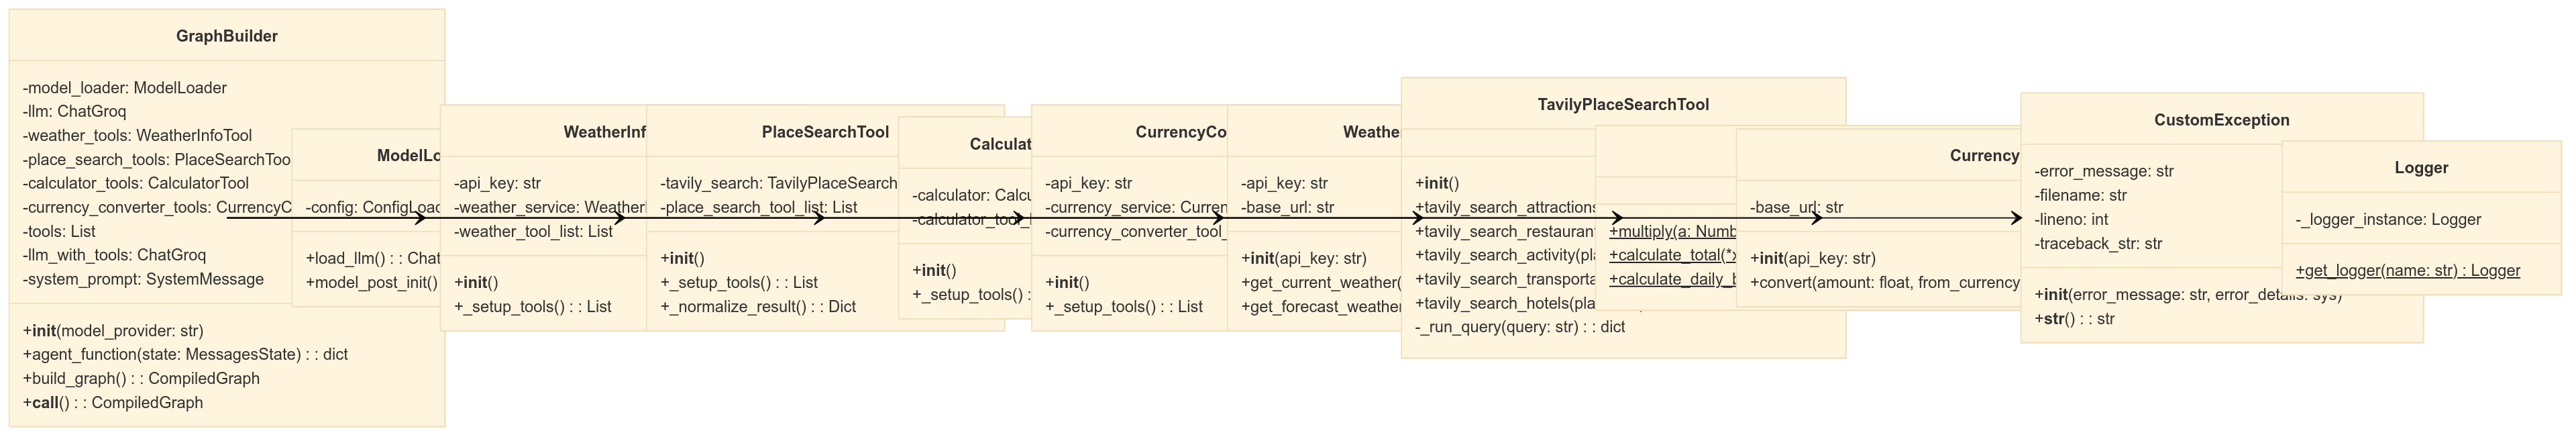 GraphBuilder
-model_loader: ModelLoader
-llm: ChatGroq
-weather_tools: WeatherInfoTool
-place_search_tools: PlaceSearchToo
-calculator_tools: CalculatorTool
-currency_converter_tools: CurrencyC
-tools: List
-llm_with_tools: ChatGroq
-system_prompt: SystemMessage
+init(model_provider: str)
+agent_function(state: MessagesState) : : dict
+build_graph() : : CompiledGraph
+call() : : CompiledGraph
ModelLo
-config: ConfigLoad
+load_llm() : : Chat
+model_post_init()
WeatherInf
-api_key: str
-weather_service: Weather
-weather_tool_list: List
+init()
+_setup_tools() : : List
PlaceSearchTool
-tavily_search: TavilyPlaceSearch
-place_search_tool_list: List
+init()
+_setup_tools() : : List
+_normalize_result() : : Dict
Calculat
-calculator: Calcu
-calculator_tool_l
+init()
+_setup_tools() :
CurrencyCo
-api_key: str
-currency_service: Curren
-currency_converter_tool_
+init()
+_setup_tools() : : List
Weather
-api_key: str
-base_url: str
+init(api_key: str)
+get_current_weather(
+get_forecast_weather
TavilyPlaceSearchTool
+init()
+tavily_search_attractions
+tavily_search_restauran
+tavily_search_activity(pla
+tavily_search_transporta
+tavily_search_hotels(pla
-_run_query(query: str) : : dict
+multiply(a: Numb
+calculate_total(*x
+calculate_daily_b
Currency
-base_url: str
+init(api_key: str)
+convert(amount: float, from_currency
CustomException
-error_message: str
-filename: str
-lineno: int
-traceback_str: str
+init(error_message: str, error_details: sys)
+str() : : str
Logger
-_logger_instance: Logger
+get_logger(name: str) : Logger